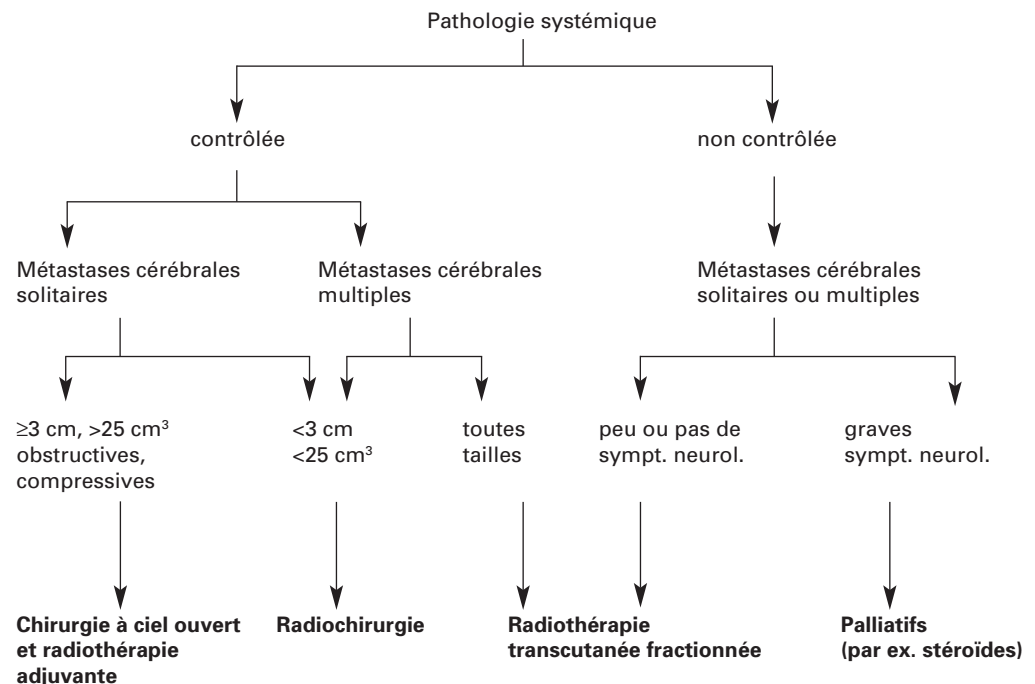 Pathologie systémique
contrôlée
non contrôlée
Métastases cérébrales
solitaires
Métastases cérébrales
multiples
Métastases cérébrales
solitaires ou multiples
≥3 cm, >25 cm³
obstructives,
compressives
<3 cm
<25 cm³
toutes
tailles
peu ou pas de
sympt. neurol.
graves
sympt. neurol.
Chirurgie à ciel ouvert
et radiothérapie
adjuvante
Radiochirurgie
Radiothérapie
transcutanée fractionnée
Palliatifs
(par ex. stéroïdes)